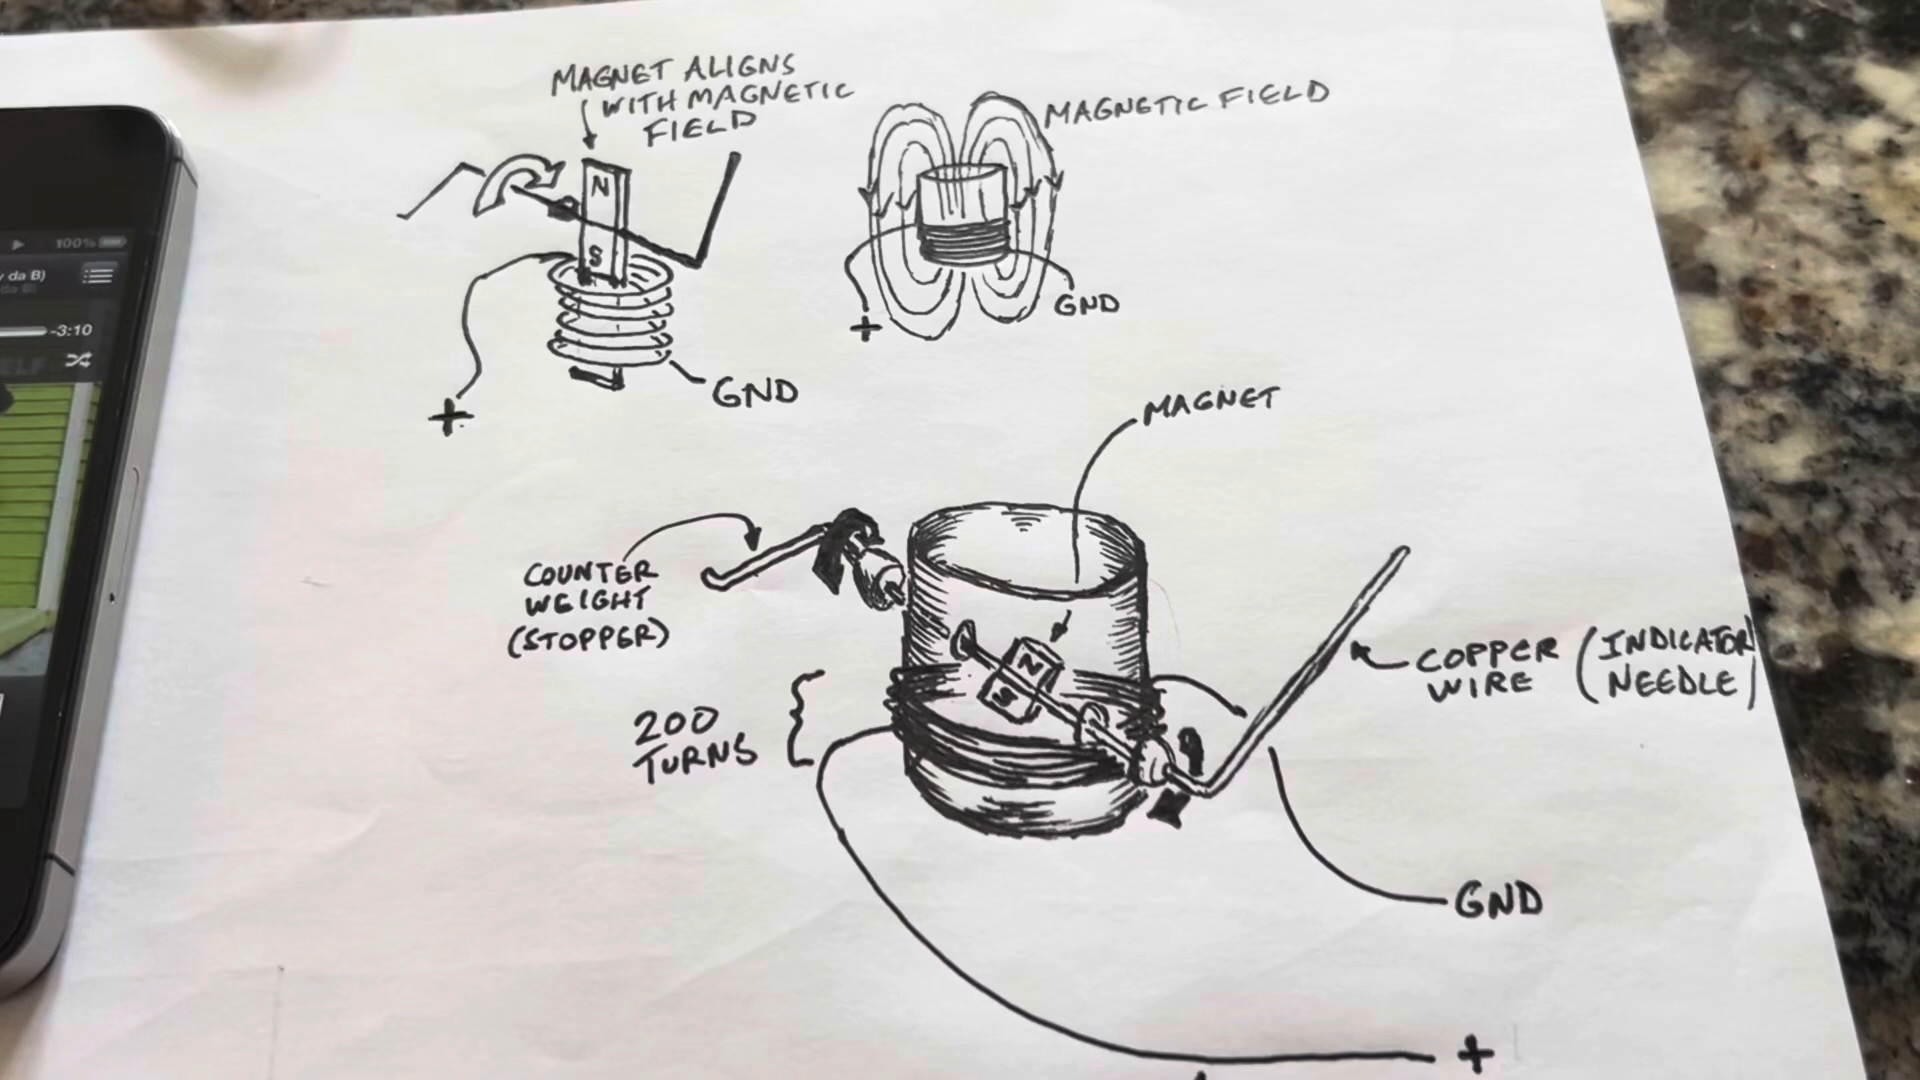 MAGNET ALIGNS
WITH MAGNETIC
FIELD
N
S
+
GND
MAGNETIC FIELD
+
GND
MAGNET
COUNTER
WEIGHT
(STOPPER)
N
S
200
TURNS
COPPER
WIRE
(INDICATOR
NEEDLE)
GND
+
100%
da B)
-3:10